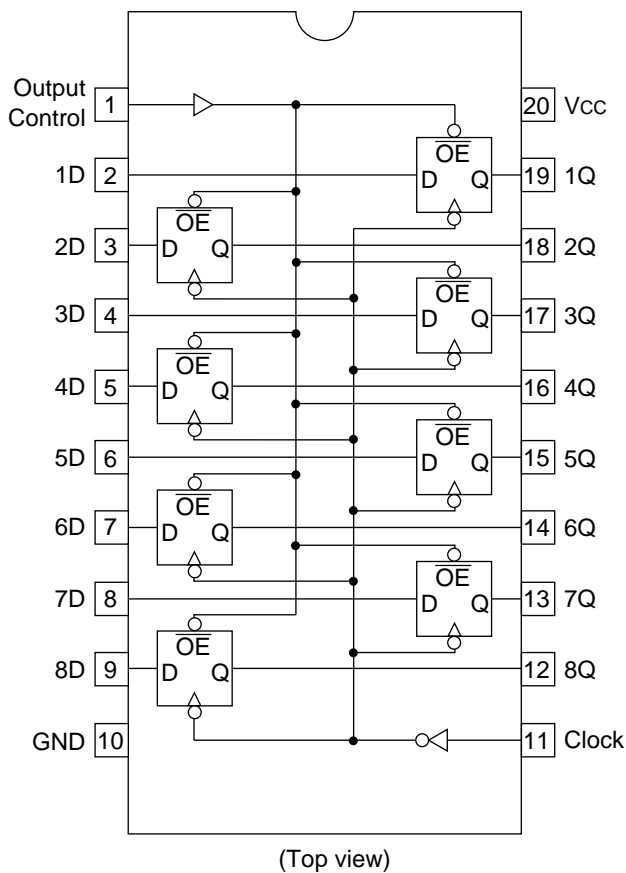 Output
Control 1 20 VCC
OE
1D 2 D Q 19 1Q
OE
2D 3 D Q 18 2Q
OE
3D 4 D Q 17 3Q
OE
4D 5 D Q 16 4Q
OE
5D 6 D Q 15 5Q
OE
6D 7 D Q 14 6Q
OE
7D 8 D Q 13 7Q
OE
8D 9 D Q 12 8Q
GND 10 11 Clock
(Top view)